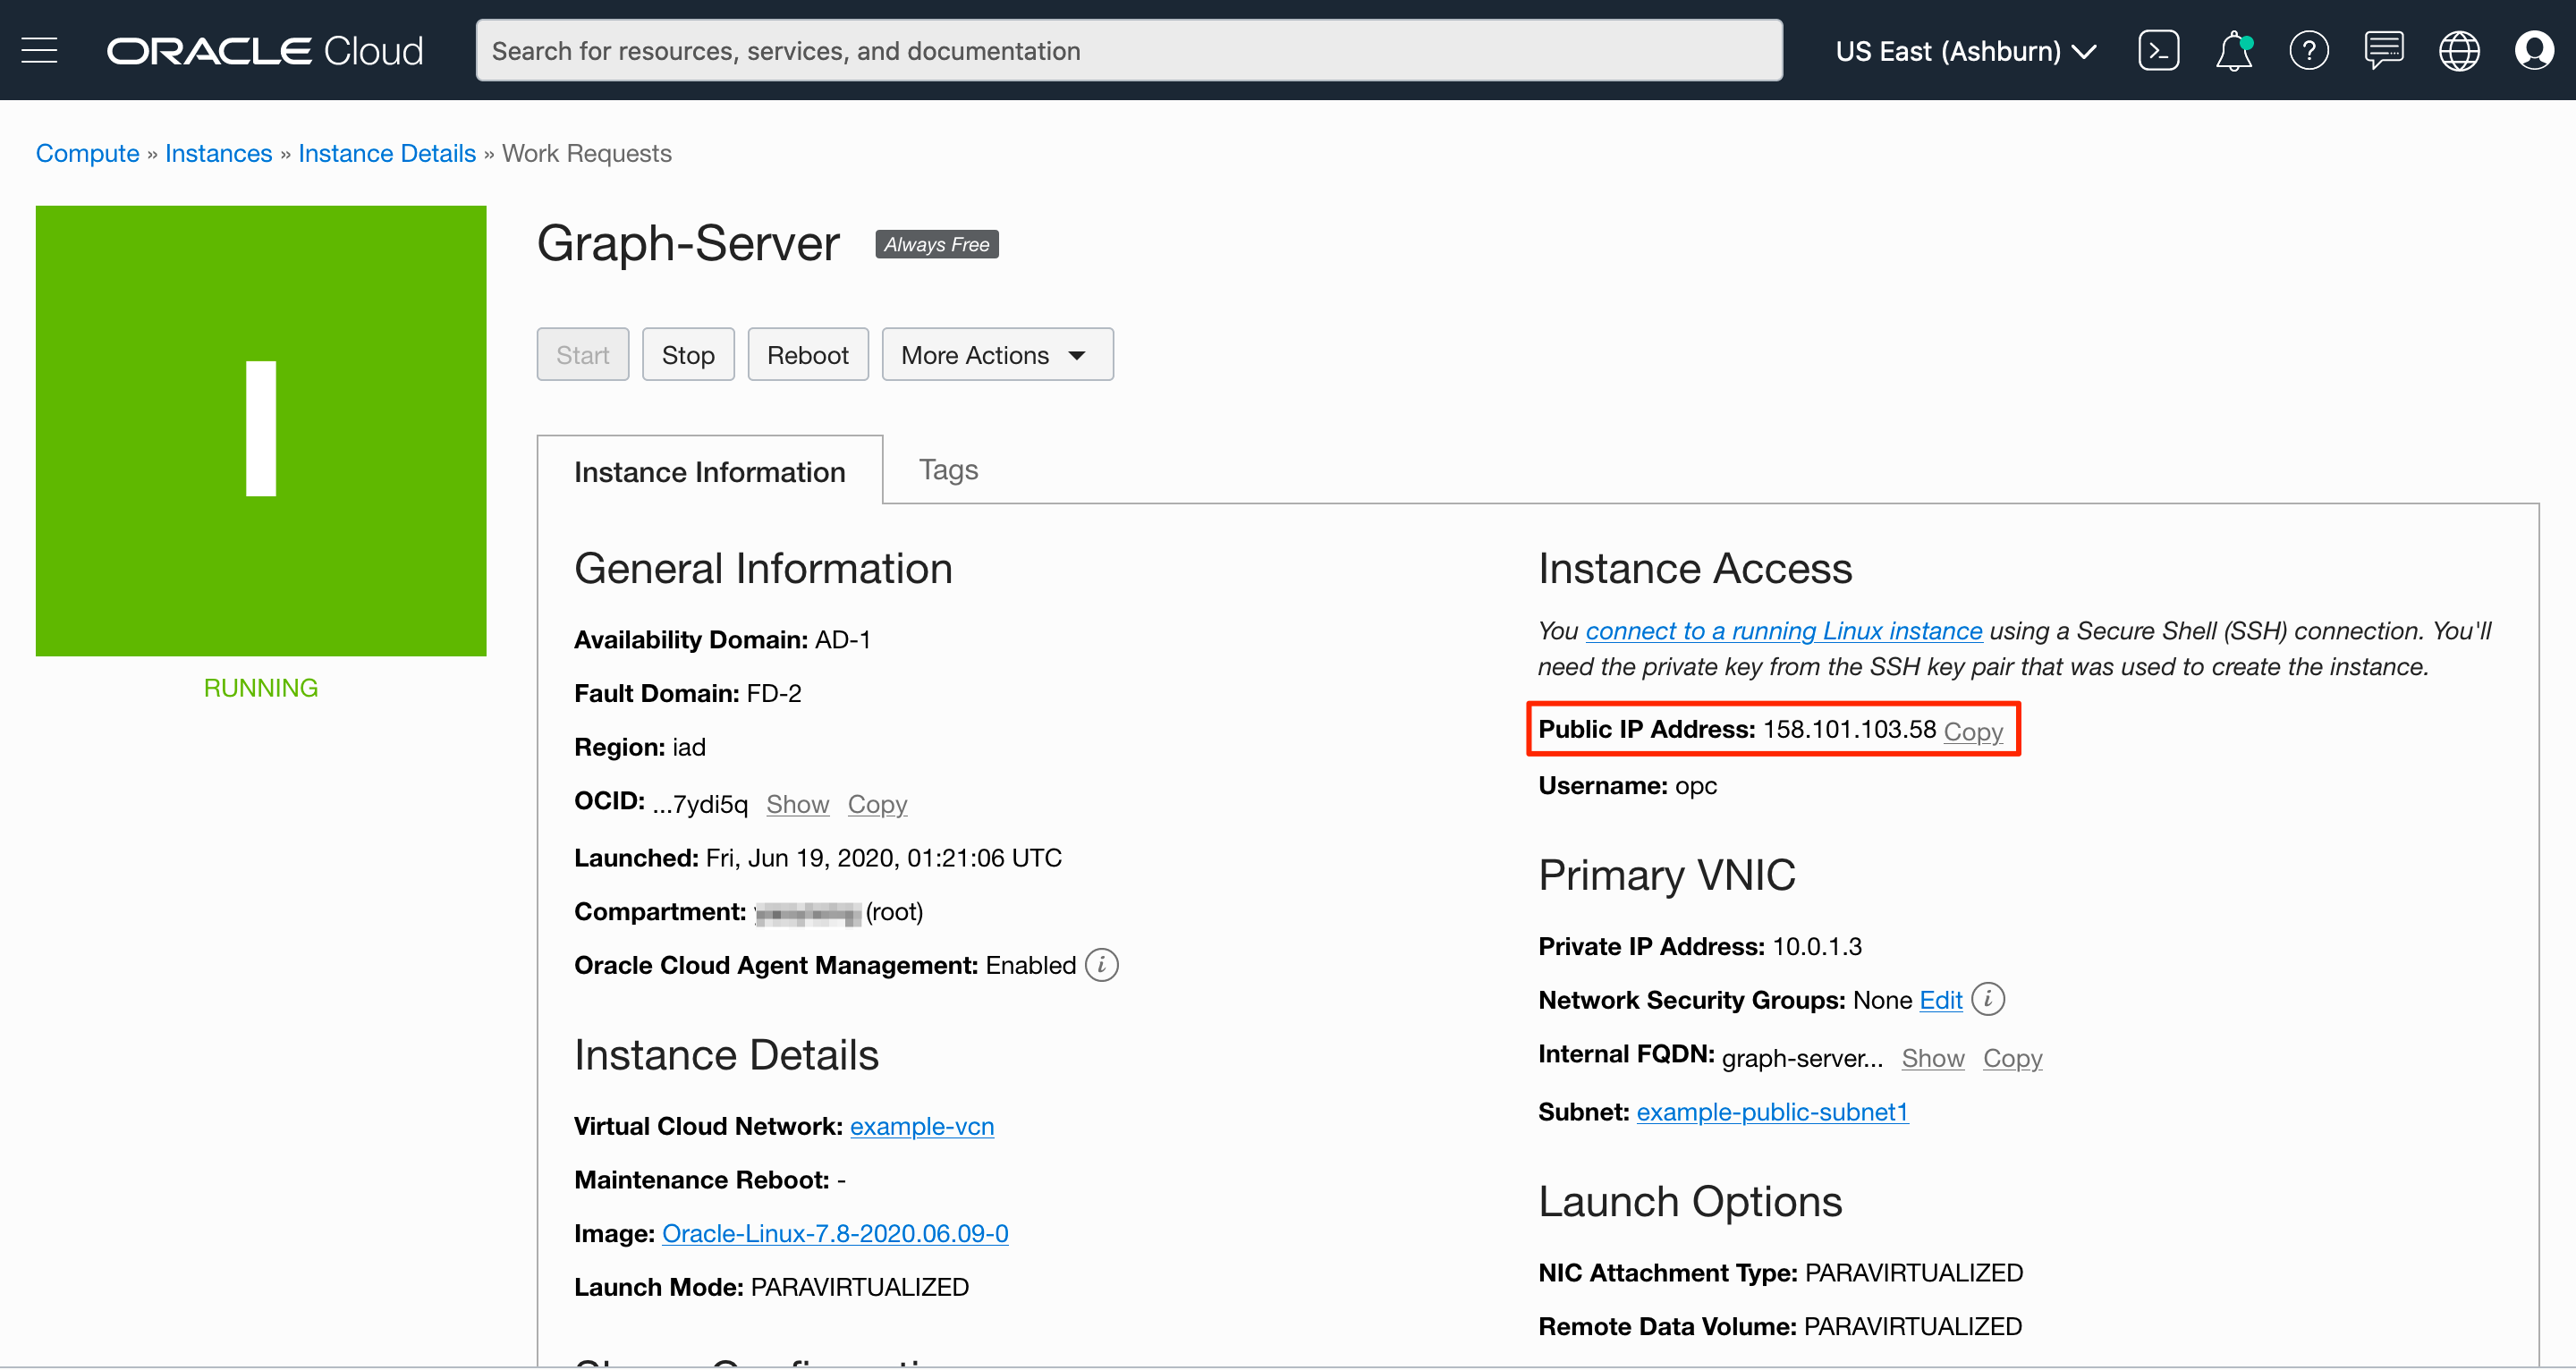 ORACLE Cloud
Search for resources, services, and documentation
US East (Ashburn)
Compute » Instances » Instance Details » Work Requests
I
RUNNING
Graph-Server Always Free
Start Stop Reboot More Actions
Instance Information Tags
General Information
Availability Domain: AD-1
Fault Domain: FD-2
Region: iad
OCID: ...7ydi5q Show Copy
Launched: Fri, Jun 19, 2020, 01:21:06 UTC
Compartment: (root)
Oracle Cloud Agent Management: Enabled i
Instance Details
Virtual Cloud Network: example-vcn
Maintenance Reboot: -
Image: Oracle-Linux-7.8-2020.06.09-0
Launch Mode: PARAVIRTUALIZED
Instance Access
You connect to a running Linux instance using a Secure Shell (SSH) connection. You'll
need the private key from the SSH key pair that was used to create the instance.
Public IP Address: 158.101.103.58 Copy
Username: opc
Primary VNIC
Private IP Address: 10.0.1.3
Network Security Groups: None Edit i
Internal FQDN: graph-server... Show Copy
Subnet: example-public-subnet1
Launch Options
NIC Attachment Type: PARAVIRTUALIZED
Remote Data Volume: PARAVIRTUALIZED